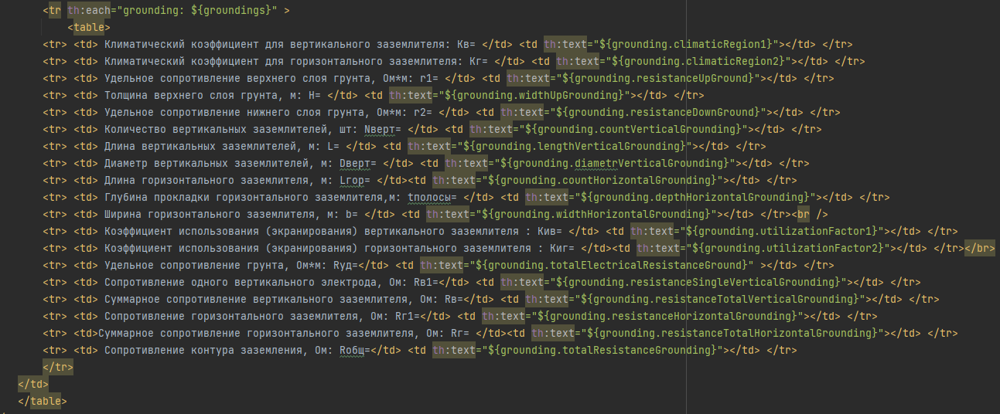 <tr th:each="grounding: ${groundings}" >
<table>
<tr> <td> Климатический коэффициент для вертикального заземлителя: Кв= </td> <td th:text="${grounding.climaticRegion1}"></td> </tr>
<tr> <td> Климатический коэффициент для горизонтального заземлителя: Кг= </td> <td th:text="${grounding.climaticRegion2}"></td> </tr>
<tr> <td> Удельное сопротивление верхнего слоя грунта, Ом*м: r1= </td> <td th:text="${grounding.resistanceUpGround}"></td> </tr>
<tr> <td> Толщина верхнего слоя грунта, м: H= </td> <td th:text="${grounding.widthUpGrounding}"></td> </tr>
<tr> <td> Удельное сопротивление нижнего слоя грунта, Ом*м: r2= </td> <td th:text="${grounding.resistanceDownGround}"></td> </tr>
<tr> <td> Количество вертикальных заземлителей, шт: Nверт= </td> <td th:text="${grounding.countVerticalGrounding}"></td> </tr>
<tr> <td> Длина вертикальных заземлителей, м: L= </td> <td th:text="${grounding.lengthVerticalGrounding}"></td> </tr>
<tr> <td> Диаметр вертикальных заземлителей, м: Dверт= </td> <td th:text="${grounding.diametrVerticalGrounding}"></td> </tr>
<tr> <td> Длина горизонтального заземлителя, м: Lгор= </td><td th:text="${grounding.countHorizontalGrounding}"></td> </tr>
<tr> <td> Глубина прокладки горизонтального заземлителя,м: tполосы= </td> <td th:text="${grounding.depthHorizontalGrounding}"></td> </tr>
<tr> <td> Ширина горизонтального заземлителя, м: b= </td> <td th:text="${grounding.widthHorizontalGrounding}"></td> </tr><br />
<tr> <td> Коэффициент использования (экранирования) вертикального заземлителя : Кив= </td> <td th:text="${grounding.utilizationFactor1}"></td> </tr>
<tr> <td> Коэффициент использования (экранирования) горизонтального заземлителя : Киг= </td><td th:text="${grounding.utilizationFactor2}"></td> </tr></br>
<tr> <td> Удельное сопротивление грунта, Ом*м: Rуд=</td> <td th:text="${grounding.totalElectricalResistanceGround}" ></td> </tr>
<tr> <td> Сопротивление одного вертикального электрода, Ом: Rв1=</td> <td th:text="${grounding.resistanceSingleVerticalGrounding}"></td> </tr>
<tr> <td> Суммарное сопротивление вертикального заземлителя, Ом: Rв=</td> <td th:text="${grounding.resistanceTotalVerticalGrounding}"></td> </tr>
<tr> <td> Сопротивление горизонтального заземлителя, Ом: Rг1=</td> <td th:text="${grounding.resistanceHorizontalGrounding}"></td> </tr>
<tr> <td>Суммарное сопротивление горизонтального заземлителя, Ом: Rг= </td><td th:text="${grounding.resistanceTotalHorizontalGrounding}"></td> </tr>
<tr> <td> Сопротивление контура заземления, Ом: Rобщ=</td> <td th:text="${grounding.totalResistanceGrounding}"></td> </tr>
</tr>
</td>
</table>